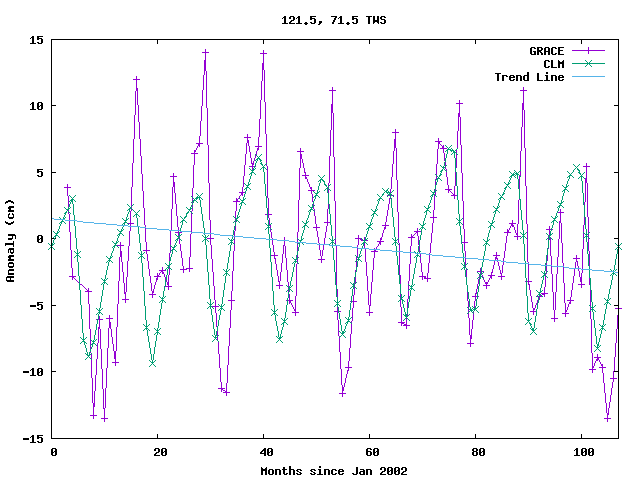 121.5, 71.5 TWS
GRACE
CLM
Trend Line
15
10
5
0
-5
-10
-15
Anomaly (cm)
0 20 40 60 80 100
Months since Jan 2002